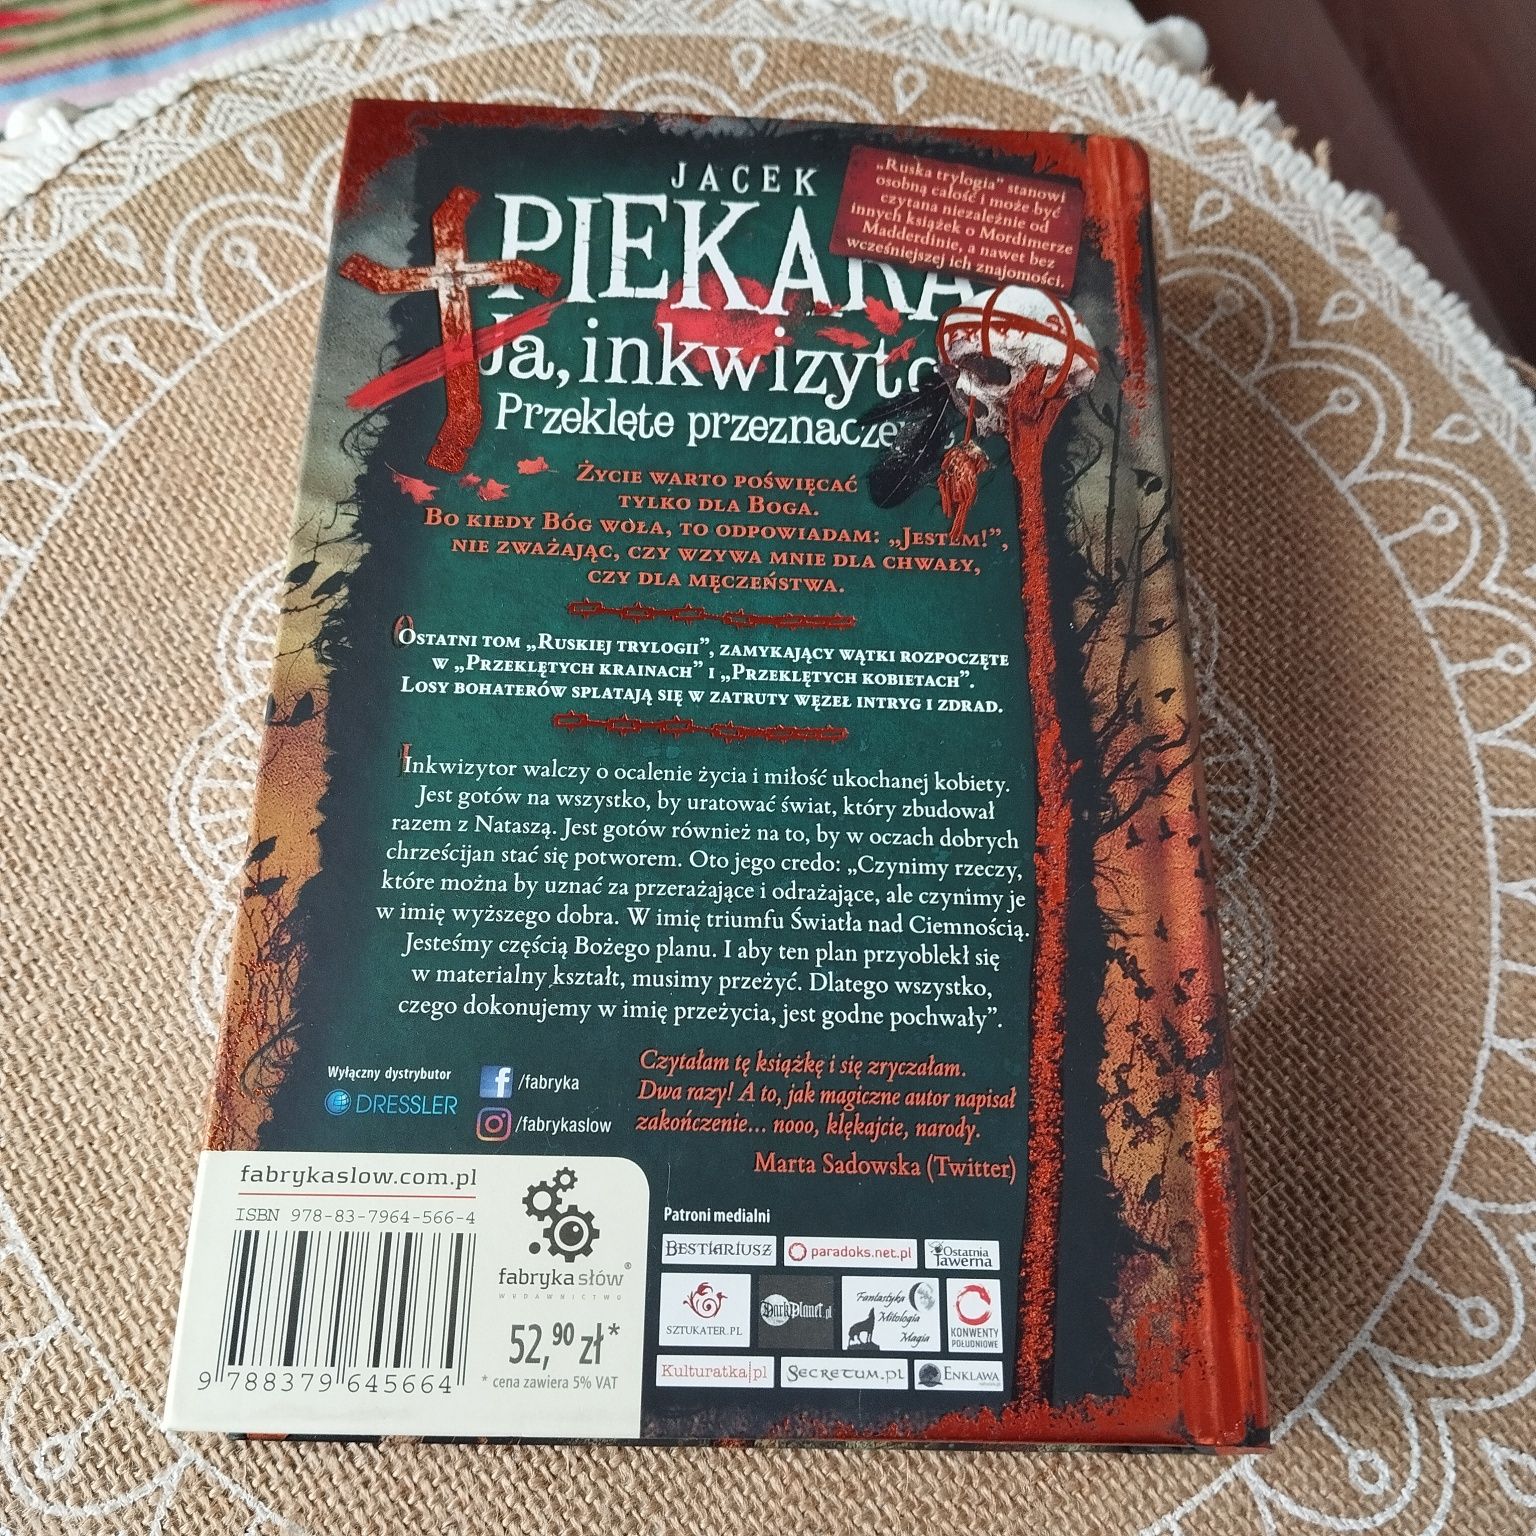 JACEK
PIEKARA
„Ruska trylogia" stanowi
osobną całość i może być
czytana niezależnie od
innych książek o Mordimerze
Madderdinie, a nawet bez
wcześniejszej ich znajomości.
Ja, inkwizyto
Przeklęte przeznacze
Życie warto poświęcać
tylko dla Boga.
Bo kiedy Bóg woła, to odpowiadam: „Jestem!",
nie zważając, czy wzywa mnie dla chwały,
czy dla męczeństwa.
Ostatni tom „Ruskiej trylogii", zamykający wątki rozpoczęte
w „Przeklętych krainach" i „Przeklętych kobietach".
Losy bohaterów splatają się w zatruty węzeł intryg i zdrad.
Inkwizytor walczy o ocalenie życia i miłość ukochanej kobiety.
Jest gotów na wszystko, by uratować świat, który zbudował
razem z Nataszą. Jest gotów również na to, by w oczach dobrych
chrześcijan stać się potworem. Oto jego credo: „Czynimy rzeczy,
które można by uznać za przerażające i odrażające, ale czynimy je
w imię wyższego dobra. W imię triumfu Światła nad Ciemnością.
Jesteśmy częścią Bożego planu. I aby ten plan przyoblekł się
w materialny kształt, musimy przeżyć. Dlatego wszystko,
czego dokonujemy w imię przeżycia, jest godne pochwały".
Czytałam tę książkę i się zryczałam.
Dwa razy! A to, jak magiczne autor napisał
zakończenie... nooo, klękajcie, narody.
Marta Sadowska (Twitter)
Wyłączny dystrybutor
DRESSLER
f /fabryka
/fabrykaslow
fabrykaslow.com.pl
ISBN 978-83-7964-566-4
9 788379 645664
fabryka słów®
WYDAWNICTWO
52,90 zł*
* cena zawiera 5% VAT
Patroni medialni
BESTIARIUSZ
paradoks.net.pl
Ostatnia
Tawerna
SZTUKATER.PL
DarkPlanet.pl
Fantastyka
Mitologia
Magia
KONWENTY
POŁUDNIOWE
Kulturatka.pl
SECRETUM.PL
ENKLAWA